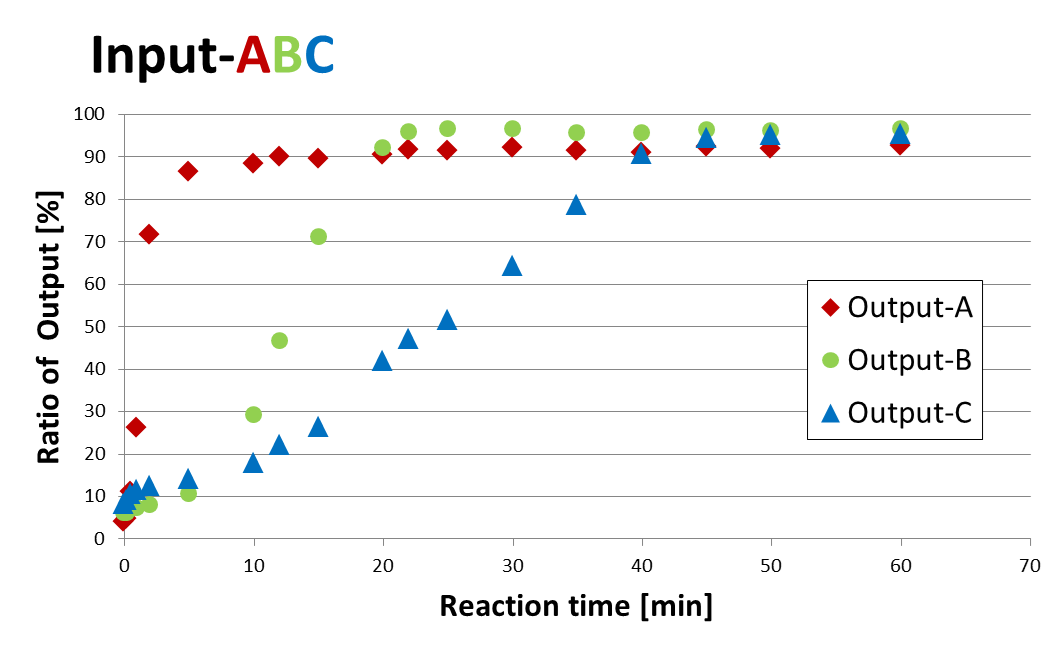 Input-ABC
100
90
80
70
60
50
40
30
20
10
0
Ratio of Output [%]
Output-A
Output-B
Output-C
0 10 20 30 40 50 60 70
Reaction time [min]